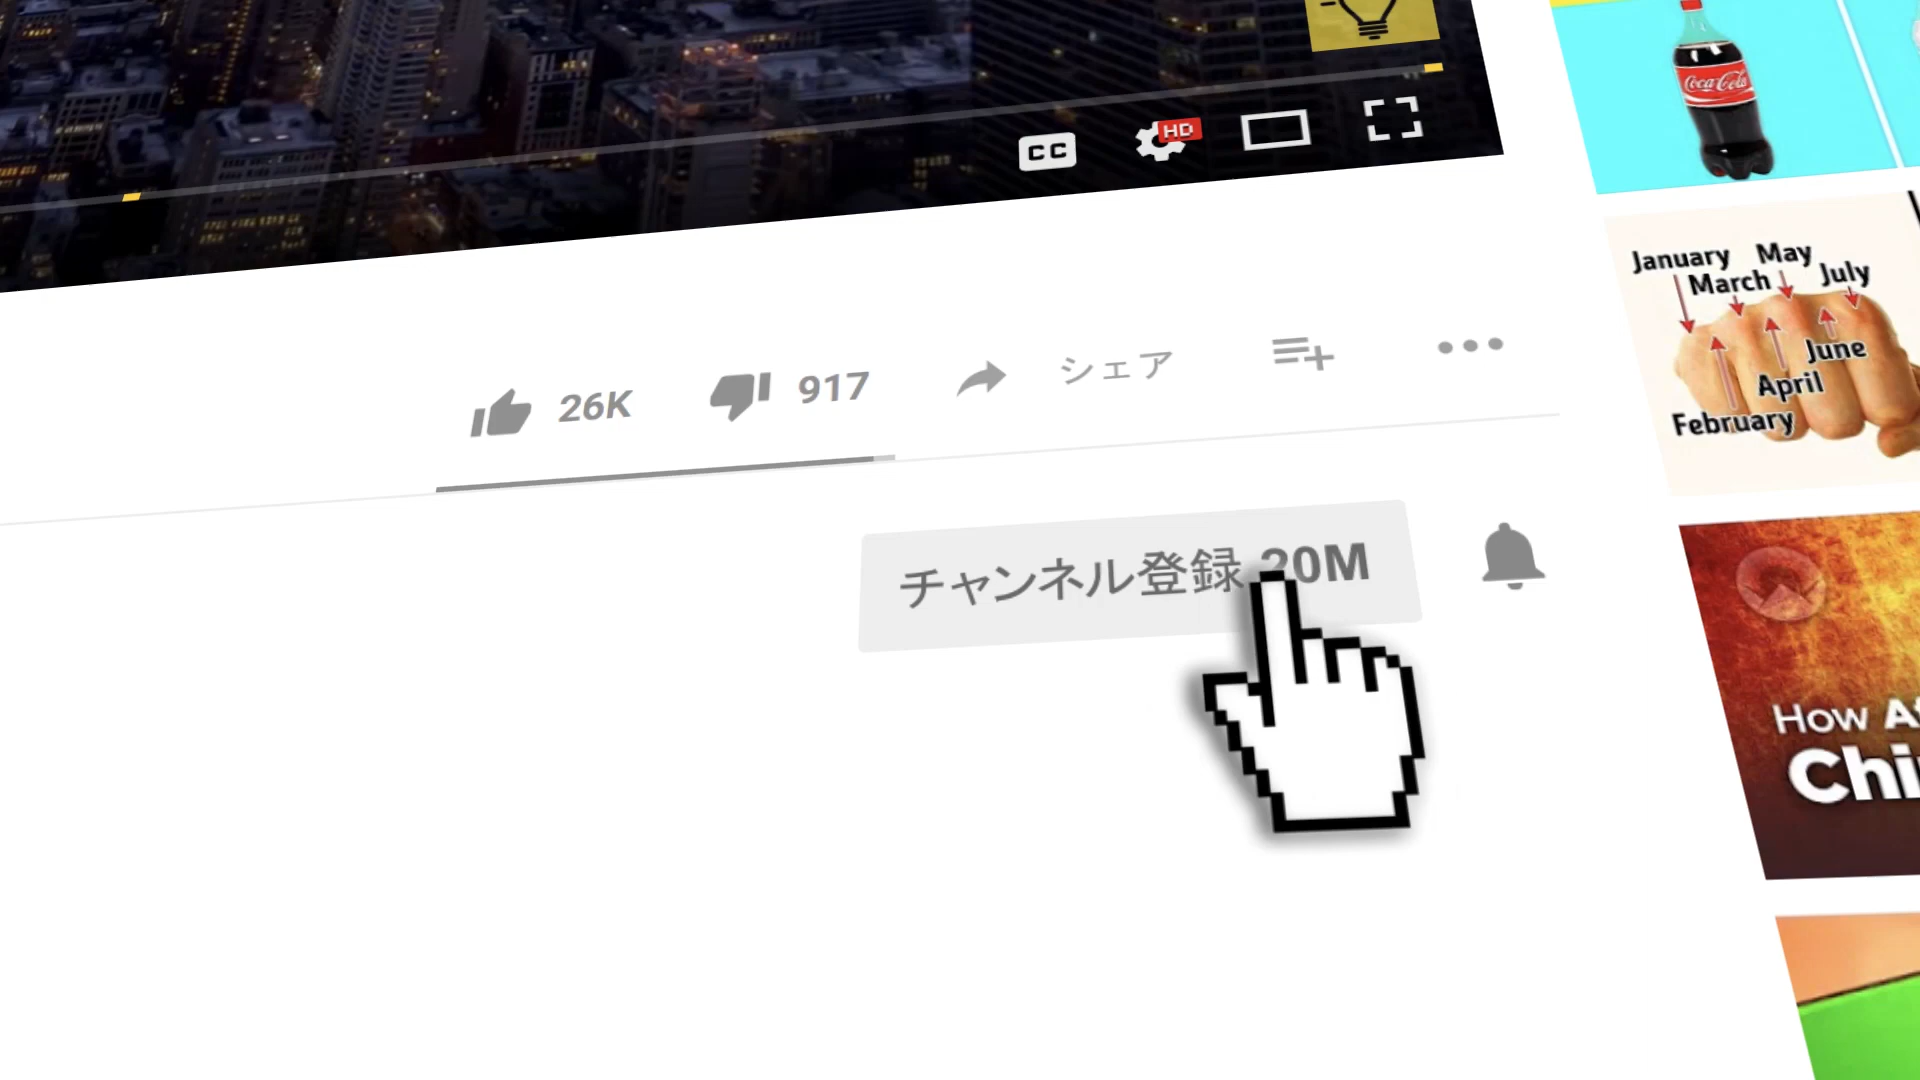 CC
HD
Coca-Cola
January
May
March
July
June
April
February
26K
917
シェア
チャンネル登録 20M
How
Chi